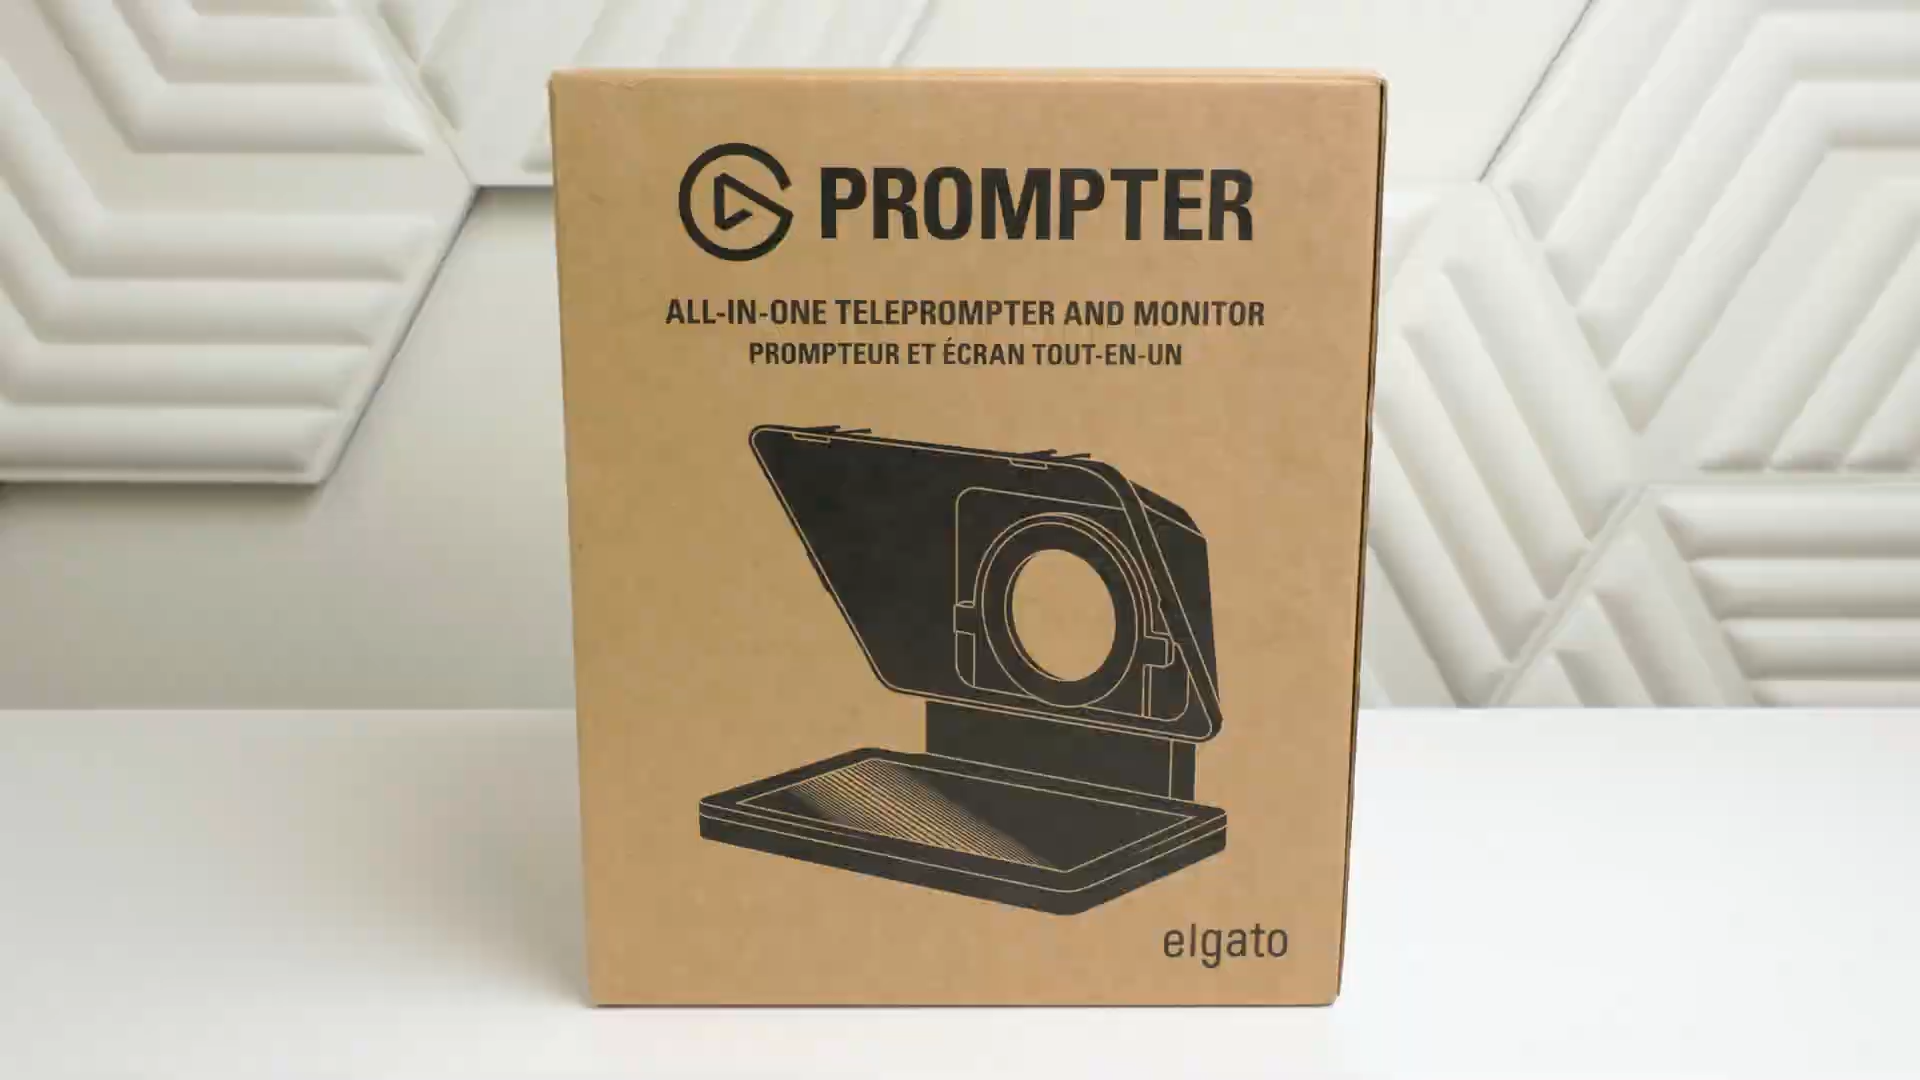 PROMPTER
ALL-IN-ONE TELEPROMPTER AND MONITOR
PROMPTEUR ET ÉCRAN TOUT-EN-UN
elgato